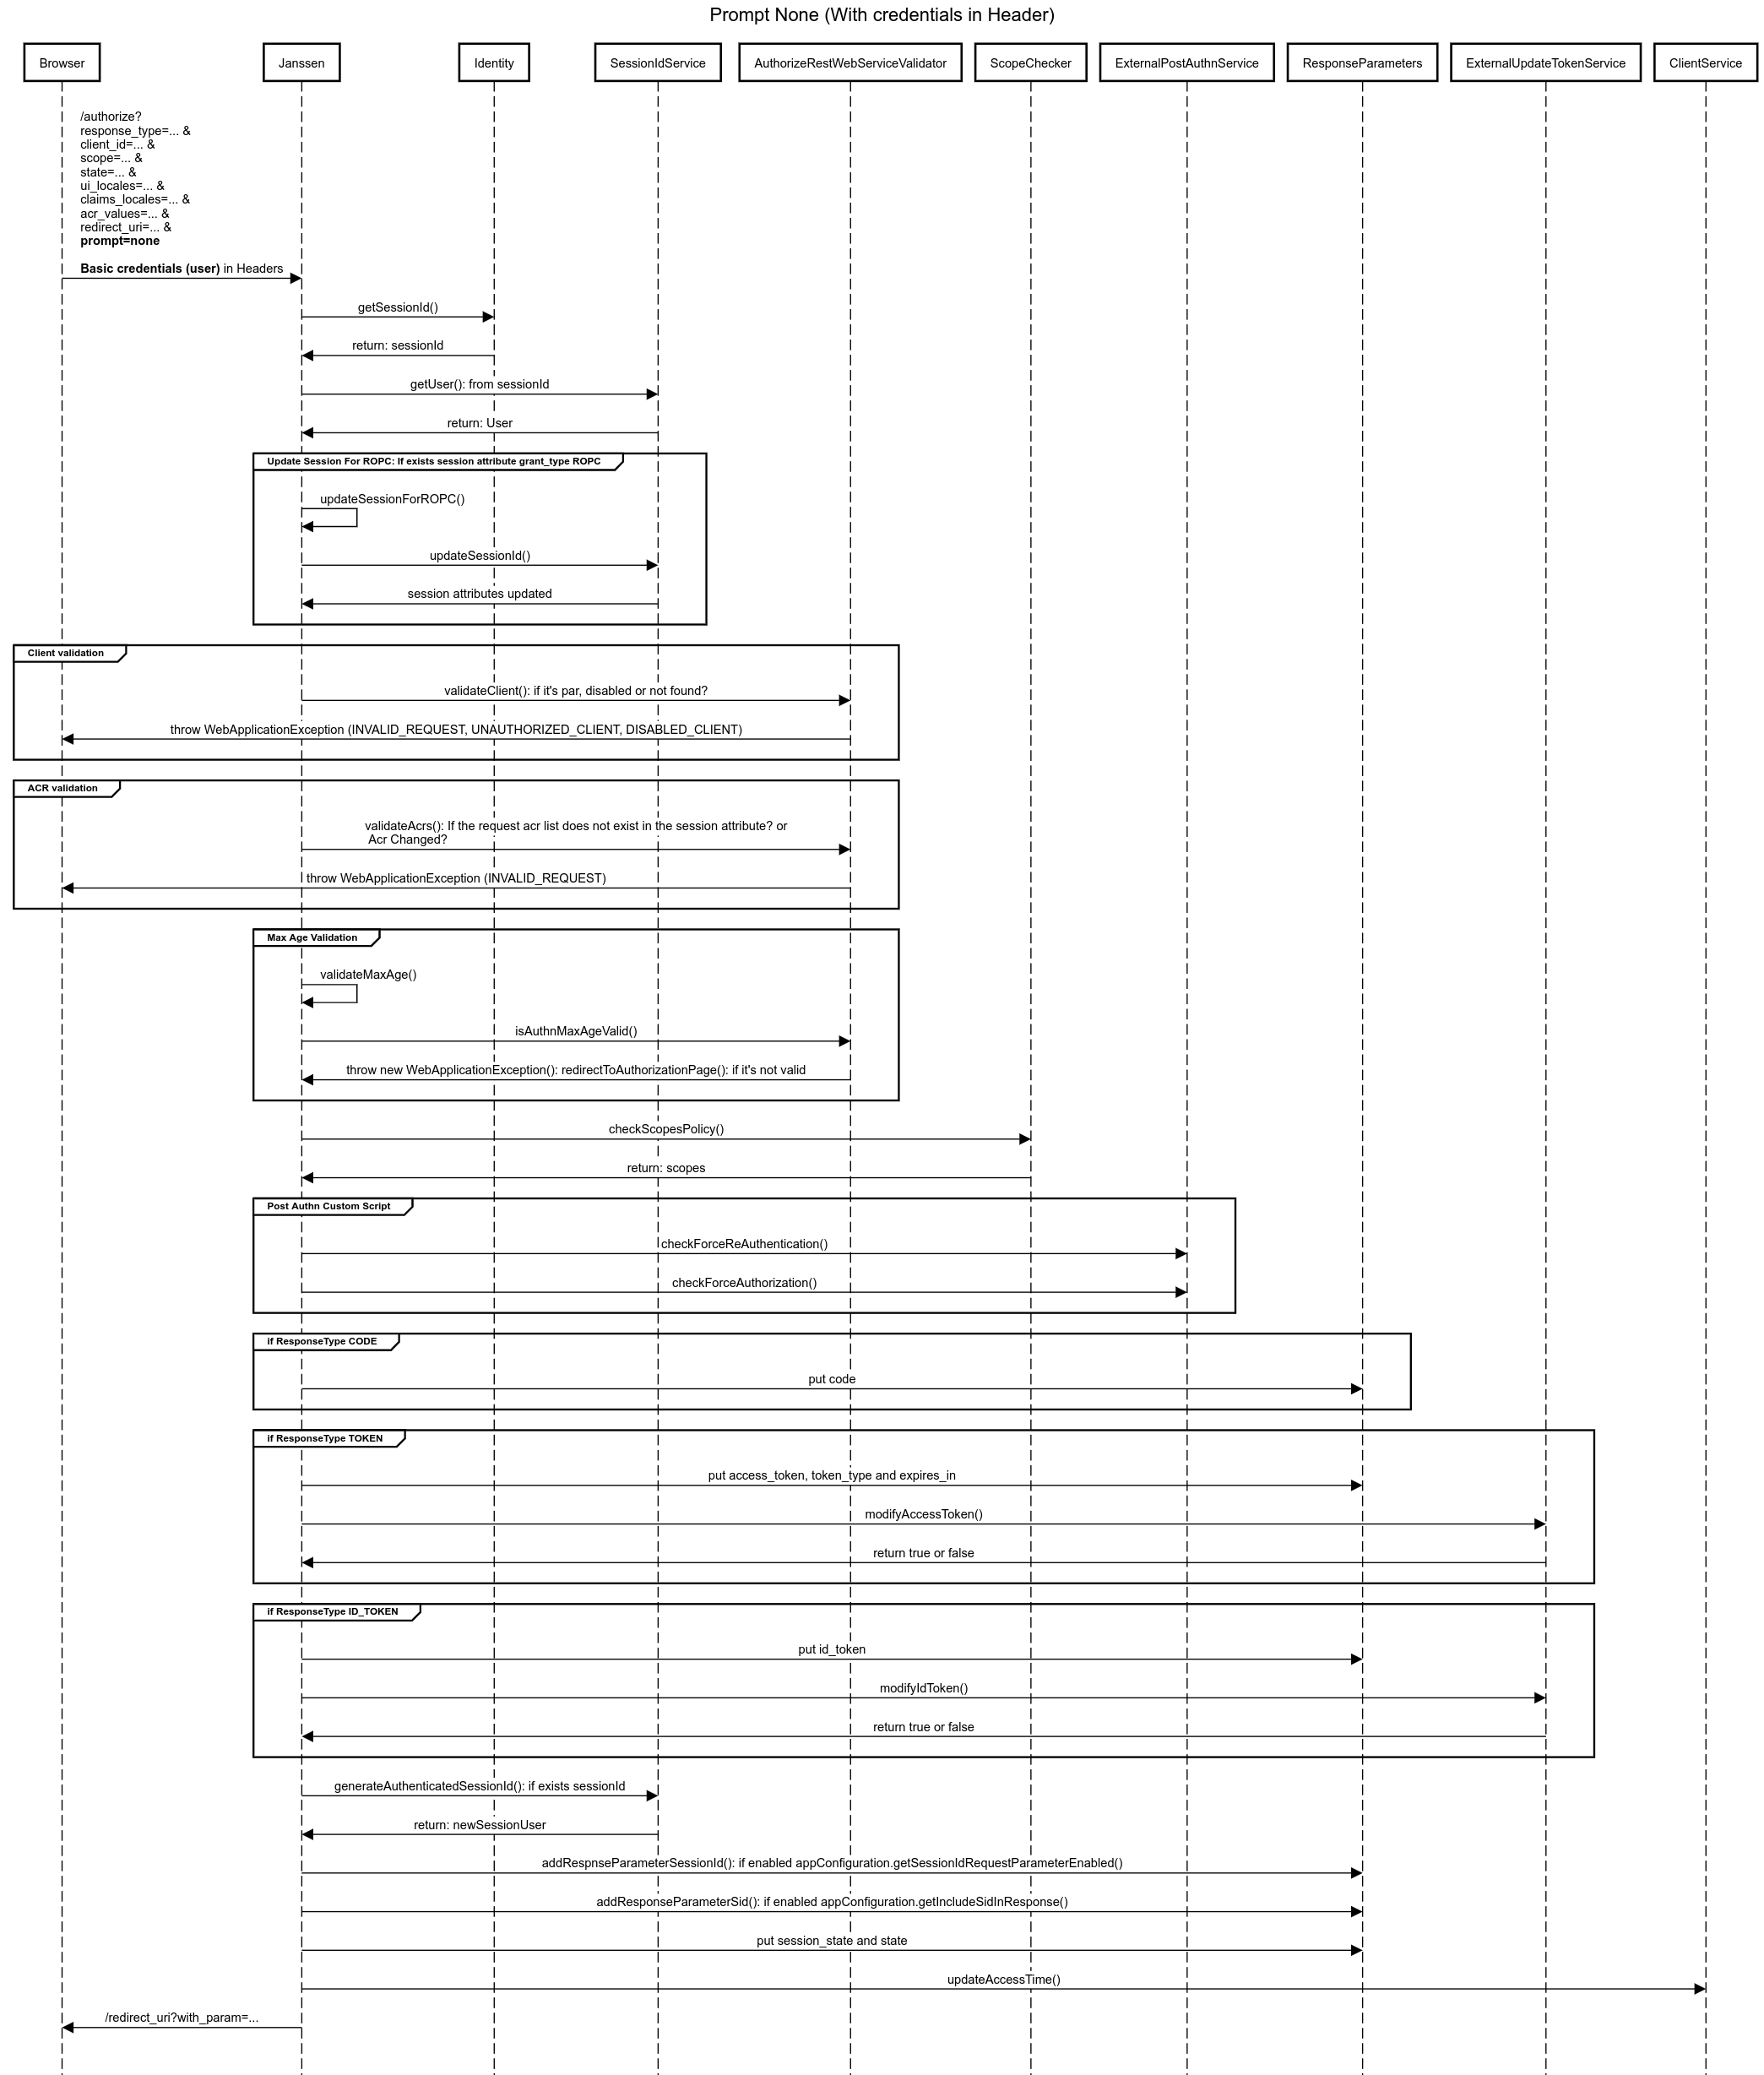 Prompt None (With credentials in Header)
Browser
Janssen
Identity
SessionIdService
AuthorizeRestWebServiceValidator
ScopeChecker
ExternalPostAuthnService
ResponseParameters
ExternalUpdateTokenService
ClientService
/authorize?
response_type=... &
client_id=... &
scope=... &
state=... &
ui_locales=... &
claims_locales=... &
acr_values=... &
redirect_uri=... &
prompt=none
Basic credentials (user) in Headers
getSessionId()
return: sessionId
getUser(): from sessionId
return: User
Update Session For ROPC: If exists session attribute grant_type ROPC
updateSessionForROPC()
updateSessionId()
session attributes updated
Client validation
validateClient(): if it's par, disabled or not found?
throw WebApplicationException (INVALID_REQUEST, UNAUTHORIZED_CLIENT, DISABLED_CLIENT)
ACR validation
validateAcrs(): If the request acr list does not exist in the session attribute? or
Acr Changed?
throw WebApplicationException (INVALID_REQUEST)
Max Age Validation
validateMaxAge()
isAuthnMaxAgeValid()
throw new WebApplicationException(): redirectToAuthorizationPage(): if it's not valid
checkScopesPolicy()
return: scopes
Post Authn Custom Script
checkForceReAuthentication()
checkForceAuthorization()
if ResponseType CODE
put code
if ResponseType TOKEN
put access_token, token_type and expires_in
modifyAccessToken()
return true or false
if ResponseType ID_TOKEN
put id_token
modifyIdToken()
return true or false
generateAuthenticatedSessionId(): if exists sessionId
return: newSessionUser
addRespnseParameterSessionId(): if enabled appConfiguration.getSessionIdRequestParameterEnabled()
addResponseParameterSid(): if enabled appConfiguration.getIncludeSidInResponse()
put session_state and state
updateAccessTime()
/redirect_uri?with_param=...